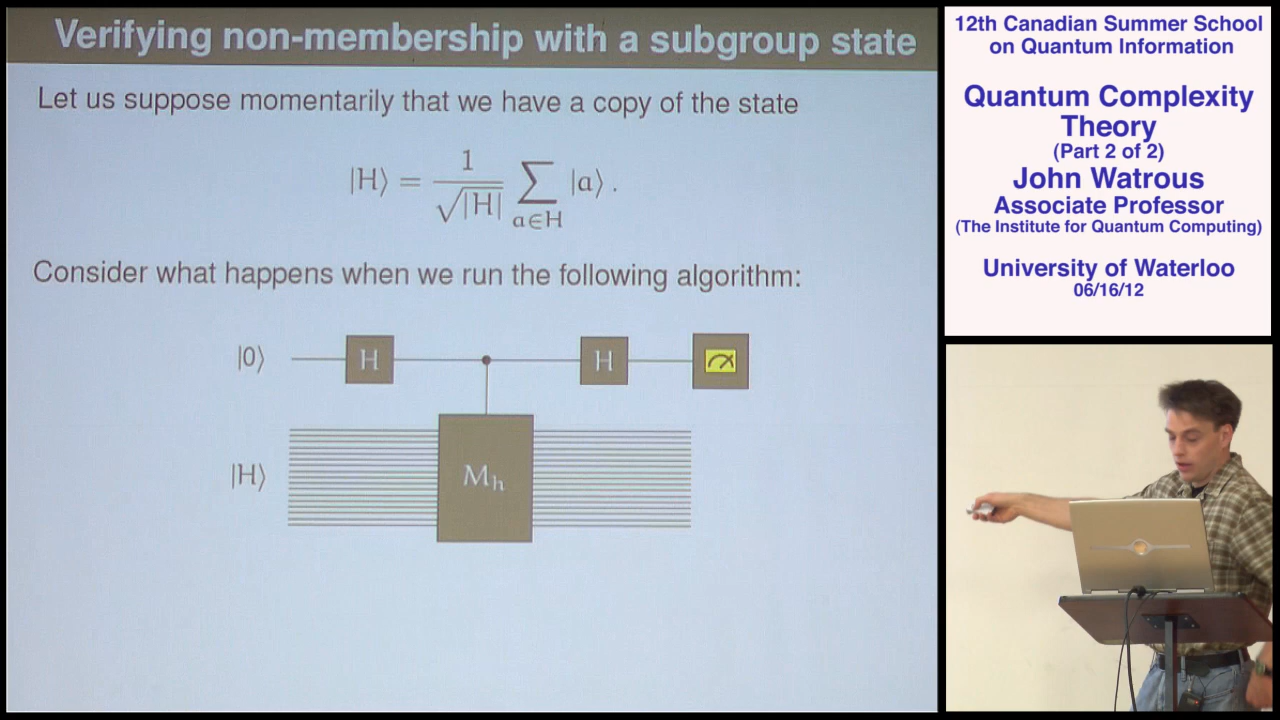 Verifying non-membership with a subgroup state
Let us suppose momentarily that we have a copy of the state
|H⟩ = 1/√|H| ∑_{a∈H} |a⟩ .
Consider what happens when we run the following algorithm:
|0⟩ H H
|H⟩ M_h
12th Canadian Summer School
on Quantum Information
Quantum Complexity
Theory
(Part 2 of 2)
John Watrous
Associate Professor
(The Institute for Quantum Computing)
University of Waterloo
06/16/12